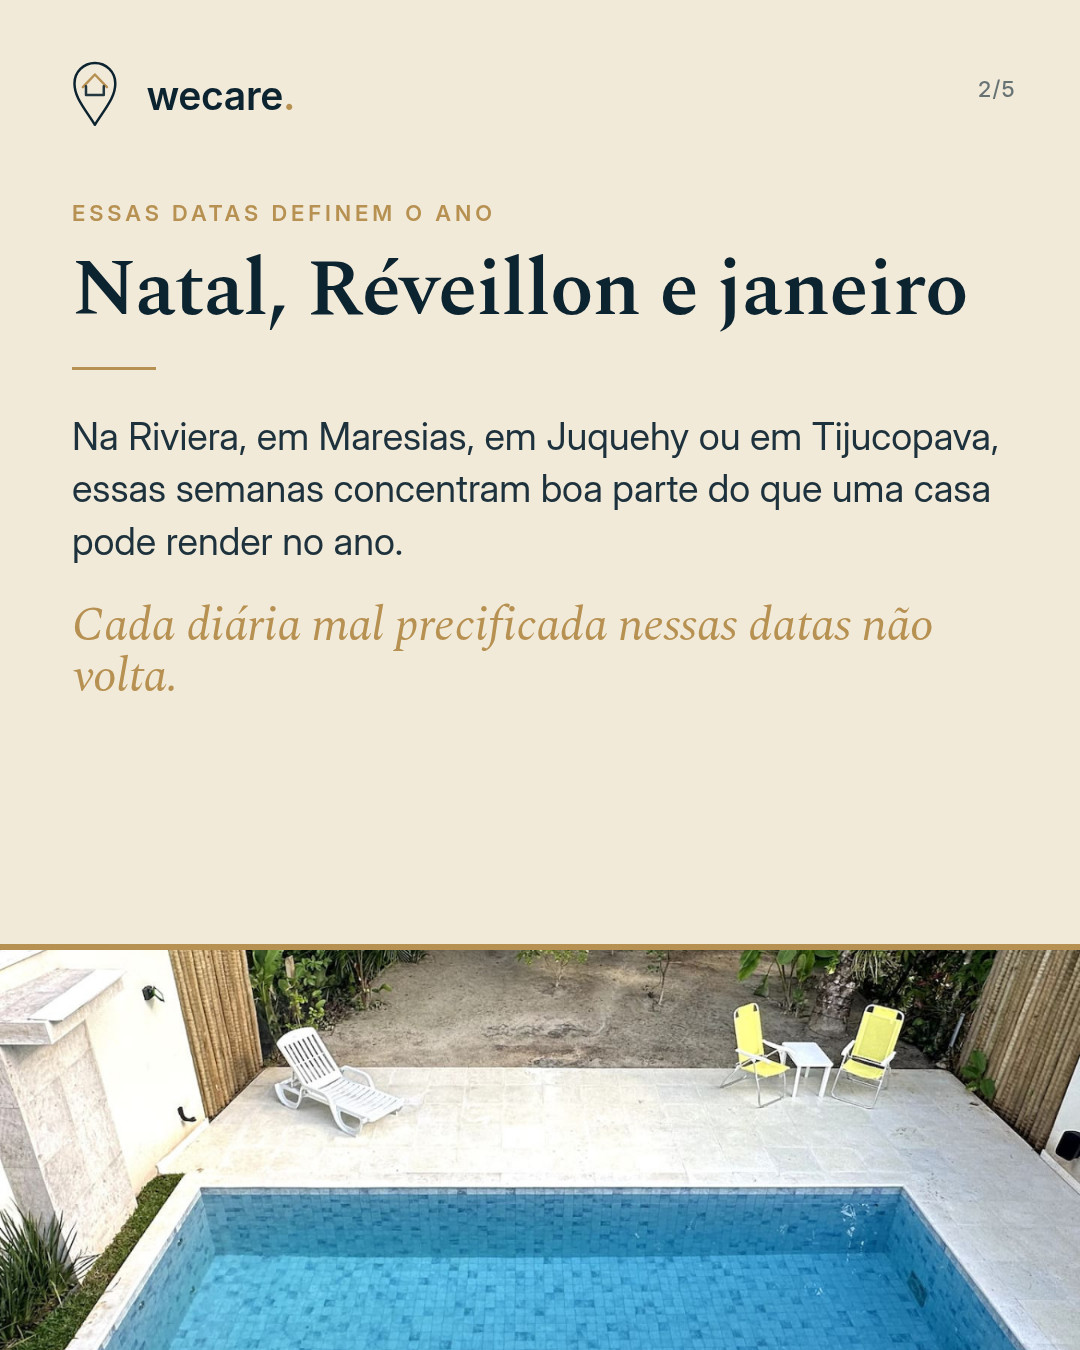 wecare.
2/5
ESSAS DATAS DEFINEM O ANO
Natal, Réveillon e janeiro
Na Riviera, em Maresias, em Juquehy ou em Tijucopava,
essas semanas concentram boa parte do que uma casa
pode render no ano.
Cada diária mal precificada nessas datas não
volta.